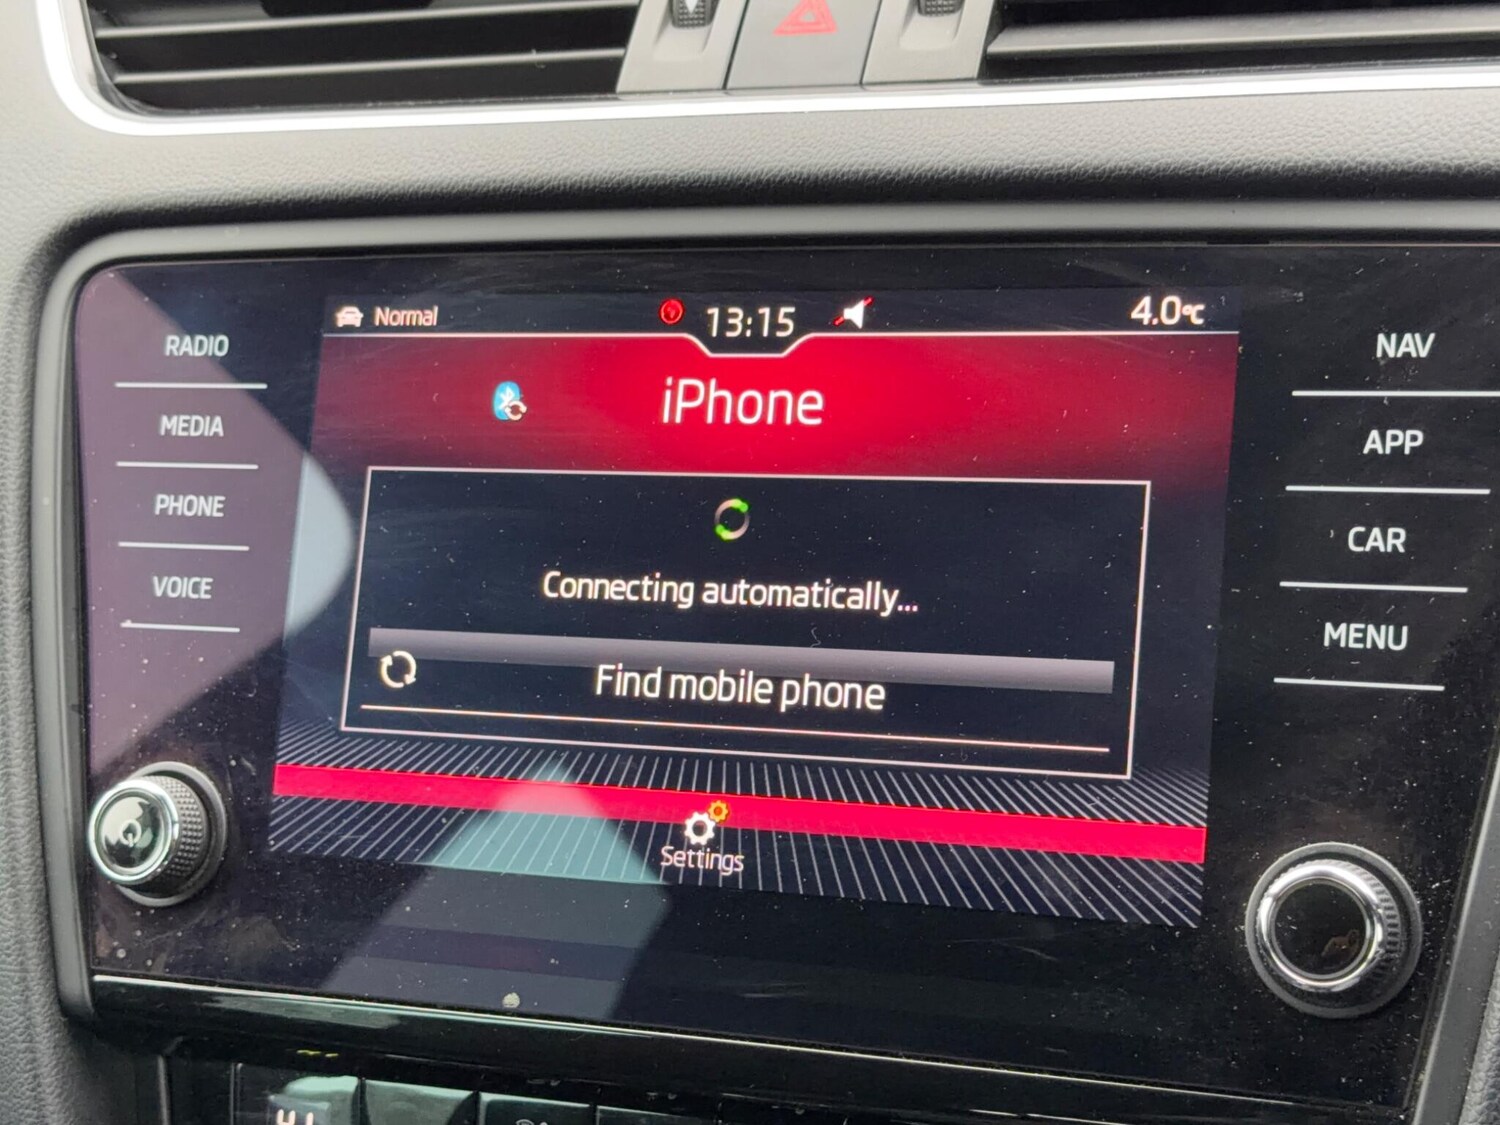 Normal
13:15
4.0°C
iPhone
Connecting automatically...
Find mobile phone
Settings
RADIO
MEDIA
PHONE
VOICE
NAV
APP
CAR
MENU